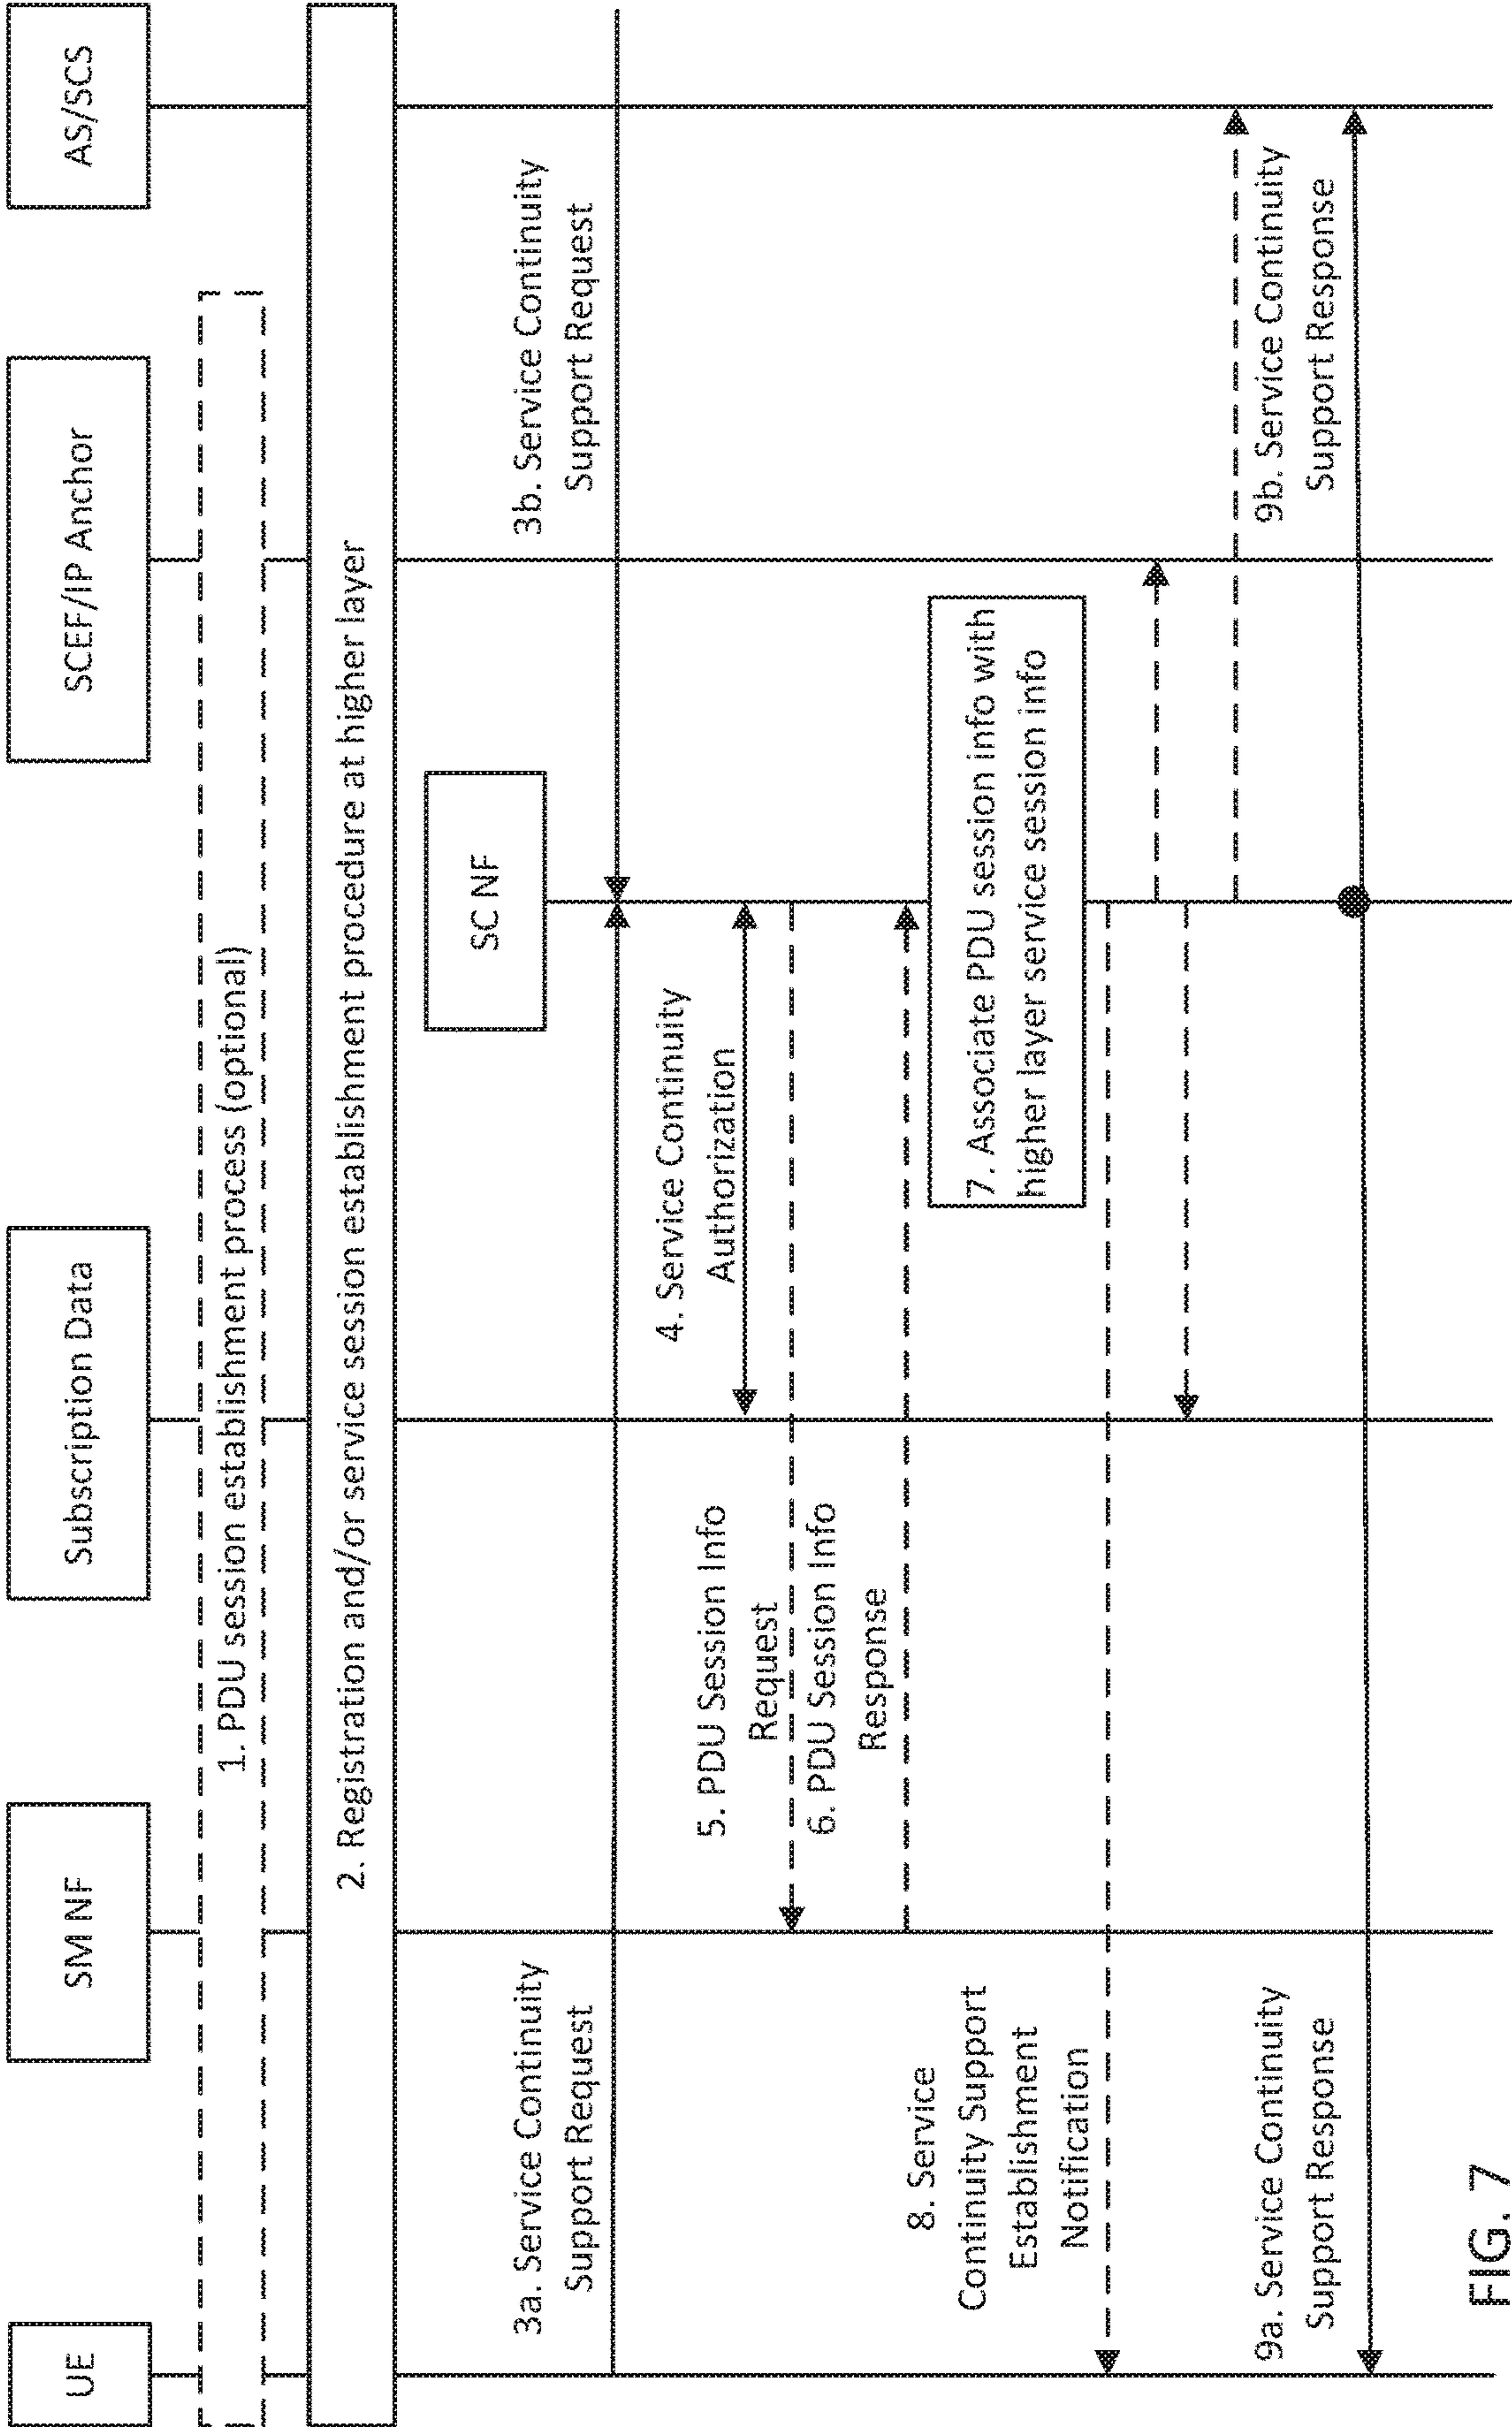 UE
SM NF
Subscription Data
SCEF/IP Anchor
AS/SCS
1. PDU session establishment process (optional)
2. Registration and/or service session establishment procedure at higher layer
SC NF
3a. Service Continuity
Support Request
3b. Service Continuity
Support Request
4. Service Continuity
Authorization
5. PDU Session Info
Request
6. PDU Session Info
Response
7. Associate PDU session info with
higher layer service session info
8. Service
Continuity Support
Establishment
Notification
9a. Service Continuity
Support Response
9b. Service Continuity
Support Response
FIG. 7